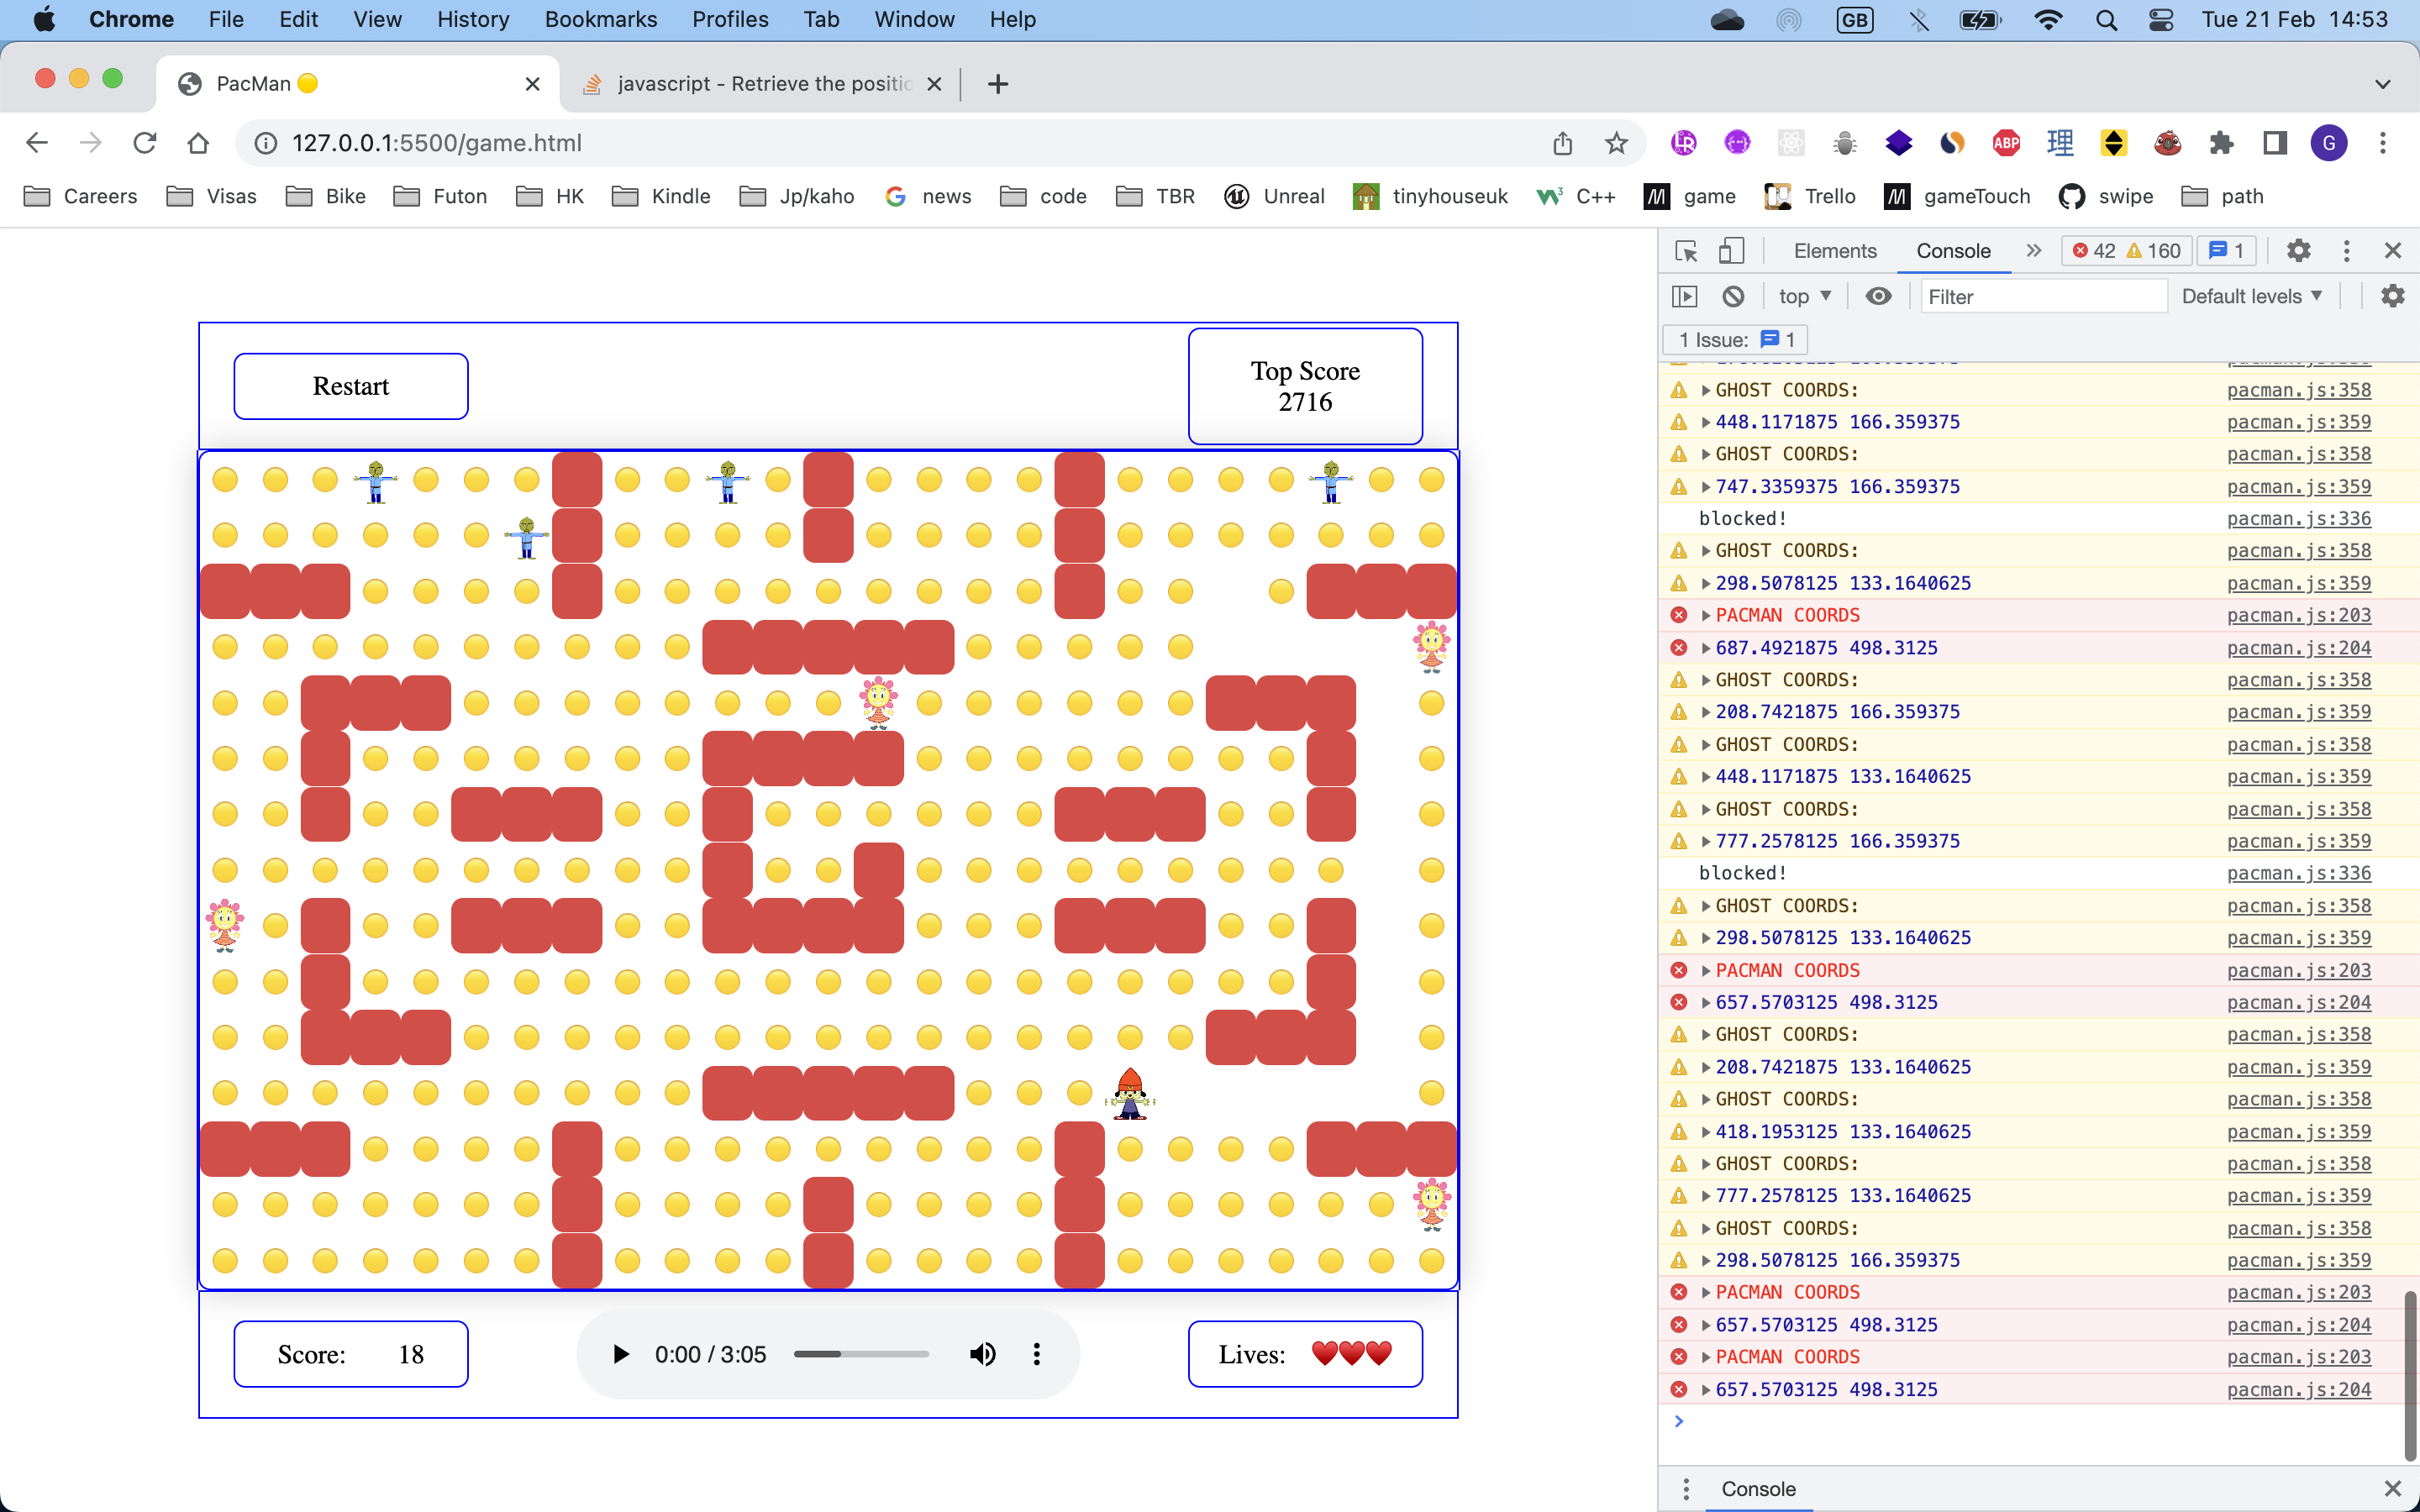 Chrome File Edit View History Bookmarks Profiles Tab Window Help GB Tue 21 Feb 14:53
PacMan javascript - Retrieve the positic
127.0.0.1:5500/game.html ABP 理 G
Careers Visas Bike Futon HK Kindle Jp/kaho news code TBR Unreal tinyhouseuk C++ game Trello gameTouch swipe path
Elements Console 42 160 1
top Filter Default levels
1 Issue: 1
Restart
Top Score
2716
GHOST COORDS: pacman.js:358
448.1171875 166.359375 pacman.js:359
GHOST COORDS: pacman.js:358
747.3359375 166.359375 pacman.js:359
blocked! pacman.js:336
GHOST COORDS: pacman.js:358
298.5078125 133.1640625 pacman.js:359
PACMAN COORDS pacman.js:203
687.4921875 498.3125 pacman.js:204
GHOST COORDS: pacman.js:358
208.7421875 166.359375 pacman.js:359
GHOST COORDS: pacman.js:358
448.1171875 133.1640625 pacman.js:359
GHOST COORDS: pacman.js:358
777.2578125 166.359375 pacman.js:359
blocked! pacman.js:336
GHOST COORDS: pacman.js:358
298.5078125 133.1640625 pacman.js:359
PACMAN COORDS pacman.js:203
657.5703125 498.3125 pacman.js:204
GHOST COORDS: pacman.js:358
208.7421875 133.1640625 pacman.js:359
GHOST COORDS: pacman.js:358
418.1953125 133.1640625 pacman.js:359
GHOST COORDS: pacman.js:358
777.2578125 133.1640625 pacman.js:359
GHOST COORDS: pacman.js:358
298.5078125 166.359375 pacman.js:359
PACMAN COORDS pacman.js:203
657.5703125 498.3125 pacman.js:204
PACMAN COORDS pacman.js:203
657.5703125 498.3125 pacman.js:204
Score: 18
0:00 / 3:05
Lives:
Console